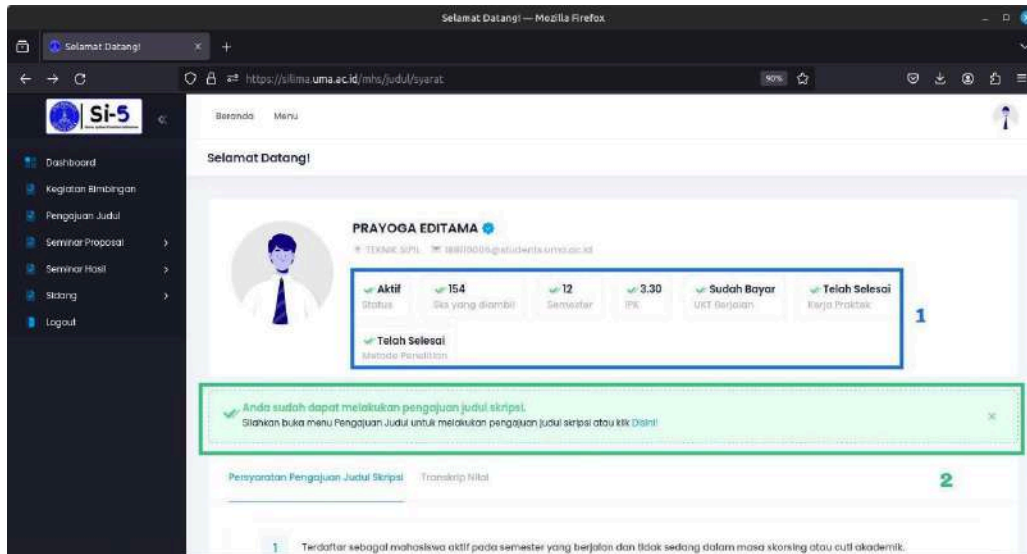 Selamat Datang! — Mozilla Firefox
Selamat Datang!
https://silima.uma.ac.id/mhs/judul/syarat
90%
Si-5
Beranda Menu
Selamat Datang!
Dashboard
Kegiatan Bimbingan
Pengajuan Judul
Seminar Proposal
Seminar Hasil
Sidang
Logout
PRAYOGA EDITAMA
TEKNIK SIPIL
Aktif
Status
154
Sks yang diambil
12
Semester
3.30
IPK
Sudah Bayar
UKT Berjalan
Telah Selesai
Kerja Praktek
Telah Selesai
Metode Penelitian
1
Anda sudah dapat melakukan pengajuan judul skripsi.
Silahkan buka menu Pengajuan Judul untuk melakukan pengajuan judul skripsi atau klik Disini!
Persyaratan Pengajuan Judul Skripsi Transkrip Nilai
2
1 Terdaftar sebagai mahasiswa aktif pada semester yang berjalan dan tidak sedang dalam masa skorsing atau cuti akademik.